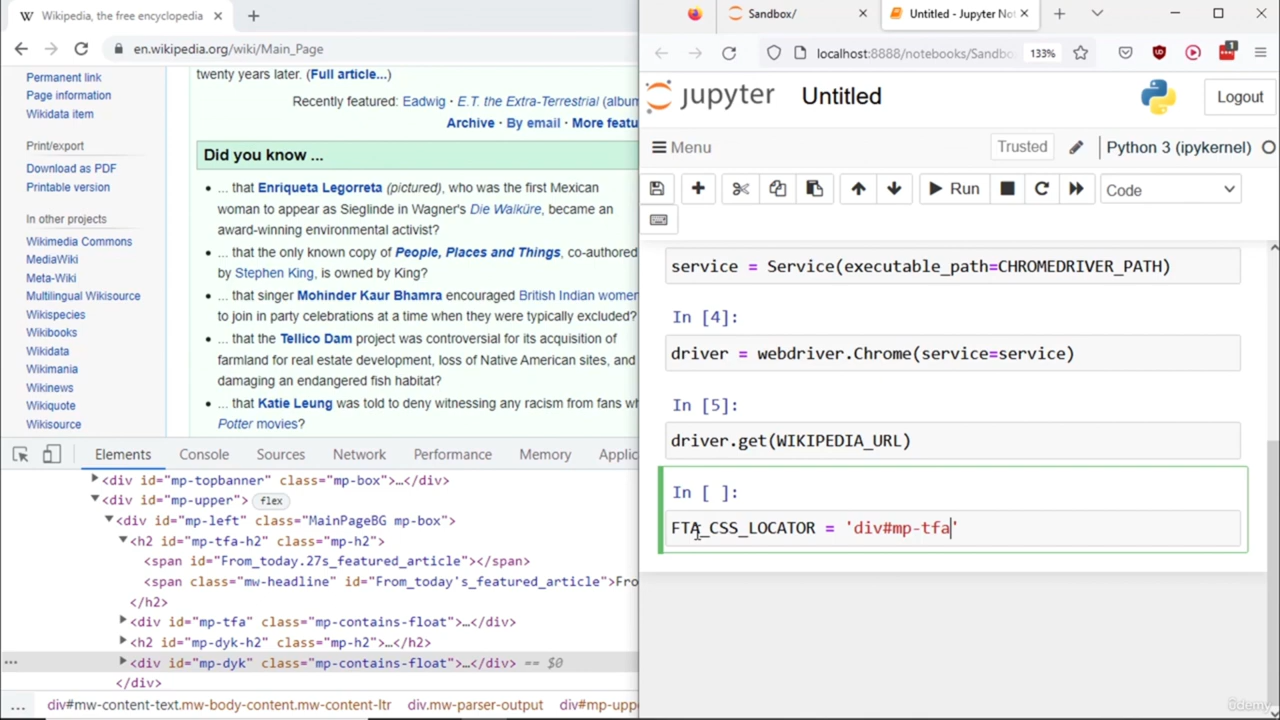 Wikipedia, the free encyclopedia
en.wikipedia.org/wiki/Main_Page
Permanent link
Page information
Wikidata item
Print/export
Download as PDF
Printable version
In other projects
Wikimedia Commons
MediaWiki
Meta-Wiki
Multilingual Wikisource
Wikispecies
Wikibooks
Wikidata
Wikimania
Wikinews
Wikiquote
Wikisource
twenty years later. (Full article...)
Recently featured: Eadwig · E.T. the Extra-Terrestrial (albun
Archive · By email · More featu
Did you know ...
... that Enriqueta Legorreta (pictured), who was the first Mexican
woman to appear as Sieglinde in Wagner's Die Walküre, became an
award-winning environmental activist?
... that the only known copy of People, Places and Things, co-authored
by Stephen King, is owned by King?
... that singer Mohinder Kaur Bhamra encouraged British Indian women
to join in party celebrations at a time when they were typically excluded?
... that the Tellico Dam project was controversial for its acquisition of
farmland for real estate development, loss of Native American sites, and
damaging an endangered fish habitat?
... that Katie Leung was told to deny witnessing any racism from fans wh
Potter movies?
Elements Console Sources Network Performance Memory Applic
<div id="mp-topbanner" class="mp-box">…</div>
<div id="mp-upper"> flex
<div id="mp-left" class="MainPageBG mp-box">
<h2 id="mp-tfa-h2" class="mp-h2">
<span id="From_today.27s_featured_article"></span>
<span class="mw-headline" id="From_today's_featured_article">Fro
</h2>
<div id="mp-tfa" class="mp-contains-float">…</div>
<h2 id="mp-dyk-h2" class="mp-h2">…</h2>
... <div id="mp-dyk" class="mp-contains-float">…</div> == $0
</div>
... div#mw-content-text.mw-body-content.mw-content-ltr div.mw-parser-output div#mp-uppe
Sandbox/
Untitled - Jupyter Not
localhost:8888/notebooks/Sandbo 133%
1
jupyter Untitled
Logout
Menu
Trusted
Python 3 (ipykernel)
Run
Code
service = Service(executable_path=CHROMEDRIVER_PATH)
In [4]:
driver = webdriver.Chrome(service=service)
In [5]:
driver.get(WIKIPEDIA_URL)
In [ ]:
FTA_CSS_LOCATOR = 'div#mp-tfa'
ûdemy